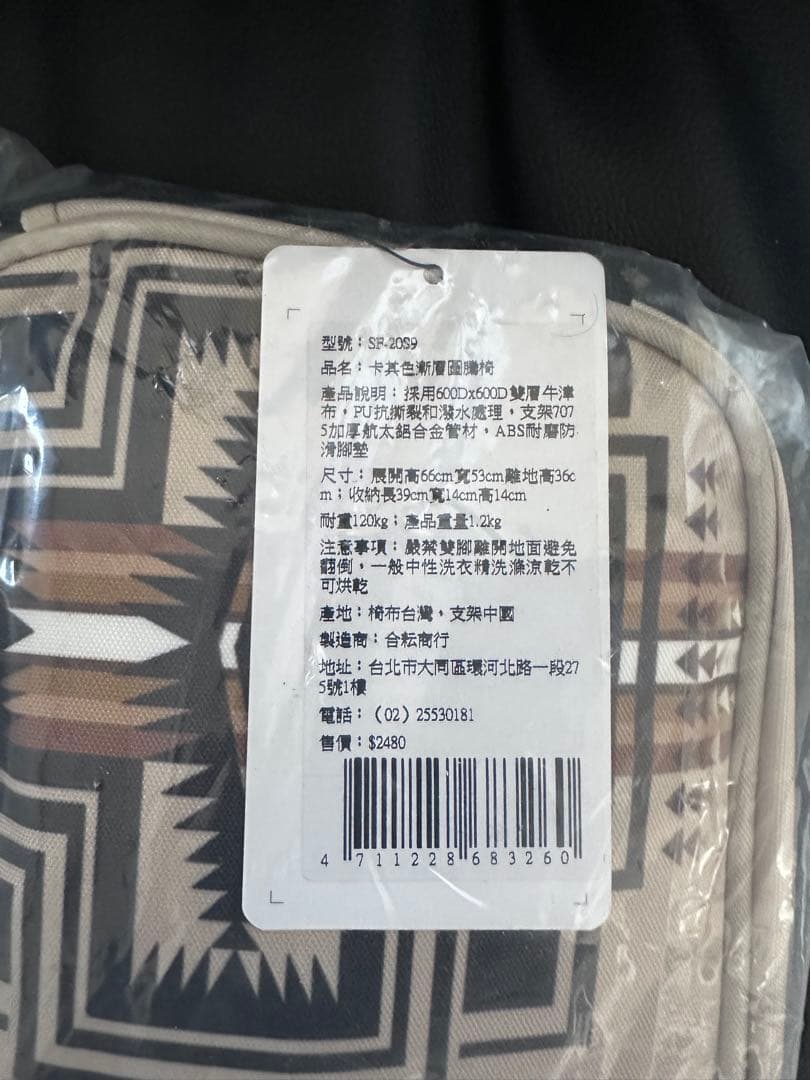 型號：SF-20S9
品名：卡其色漸層圖騰椅
產品說明：採用600Dx600D雙層牛津
布，PU抗撕裂和潑水處理，支架707
5加厚航太鋁合金管材，ABS耐磨防
滑腳墊
尺寸：展開高66cm寬53cm離地高36c
m；收納長39cm寬14cm高14cm
耐重120kg；產品重量1.2kg
注意事項：嚴禁雙腳離開地面避免
翻倒，一般中性洗衣精洗滌涼乾不
可烘乾
產地：椅布台灣，支架中國
製造商：合耘商行
地址：台北市大同區環河北路一段27
5號1樓
電話：（02）25530181
售價：$2480
4 711228 683260